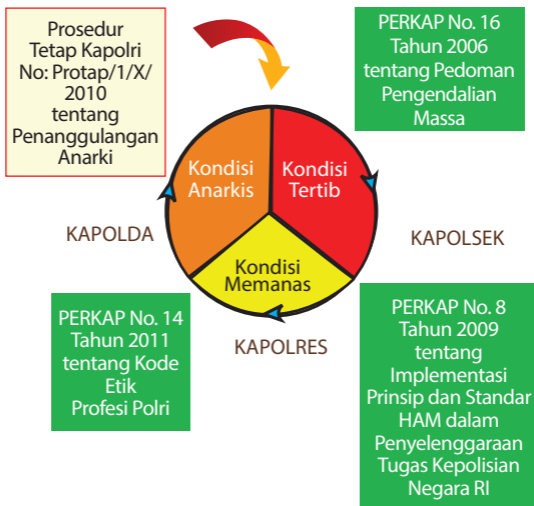 Prosedur
Tetap Kapolri
No: Protap/1/X/
2010
tentang
Penanggulangan
Anarki
PERKAP No. 16
Tahun 2006
tentang Pedoman
Pengendalian
Massa
Kondisi
Anarkis
Kondisi
Tertib
Kondisi
Memanas
KAPOLDA
KAPOLSEK
KAPOLRES
PERKAP No. 14
Tahun 2011
tentang Kode
Etik
Profesi Polri
PERKAP No. 8
Tahun 2009
tentang
Implementasi
Prinsip dan Standar
HAM dalam
Penyelenggaraan
Tugas Kepolisian
Negara RI